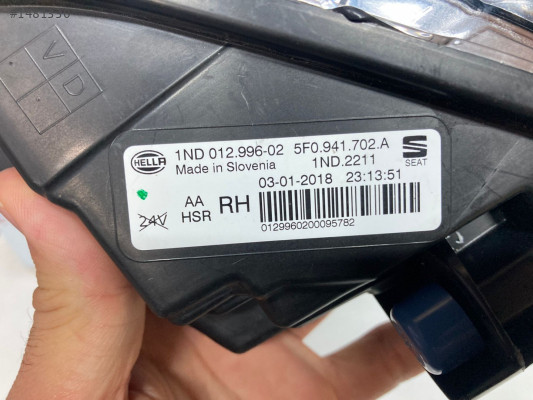 #1481330
V D
HELLA
1ND 012.996-02 5F0.941.702.A
Made in Slovenia 1ND.2211
SEAT
03-01-2018 23:13:51
24V
AA
HSR
RH
0129960200095782